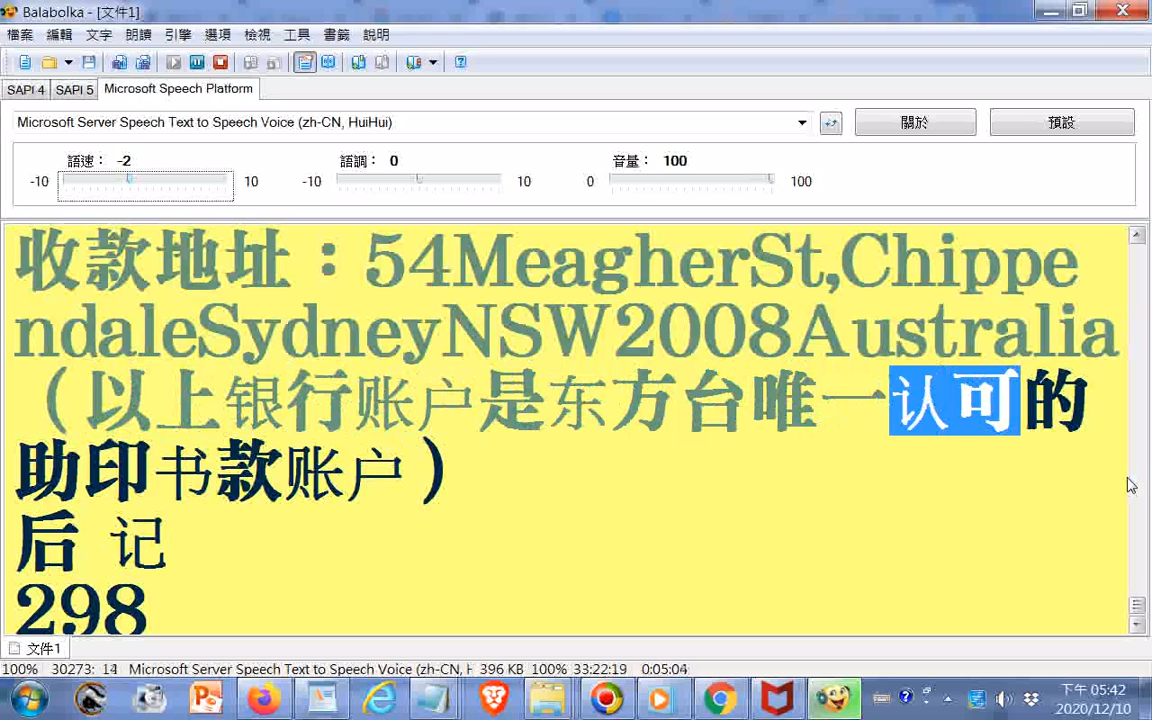 Balabolka - [文件1]
檔案 編輯 文字 朗讀 引擎 選項 檢視 工具 書籤 說明
SAPI 4 SAPI 5 Microsoft Speech Platform
Microsoft Server Speech Text to Speech Voice (zh-CN, HuiHui) 關於 預設
語速： -2 語調： 0 音量： 100
-10 10 -10 10 0 100
收款地址：54MeagherSt,Chippe
ndaleSydneyNSW2008Australia
（以上银行账户是东方台唯一认可的
助印书款账户）
后 记
298
文件1
100% 30273: 14 Microsoft Server Speech Text to Speech Voice (zh-CN, H 396 KB 100% 33:22:19 0:05:04
下午 05:42
2020/12/10